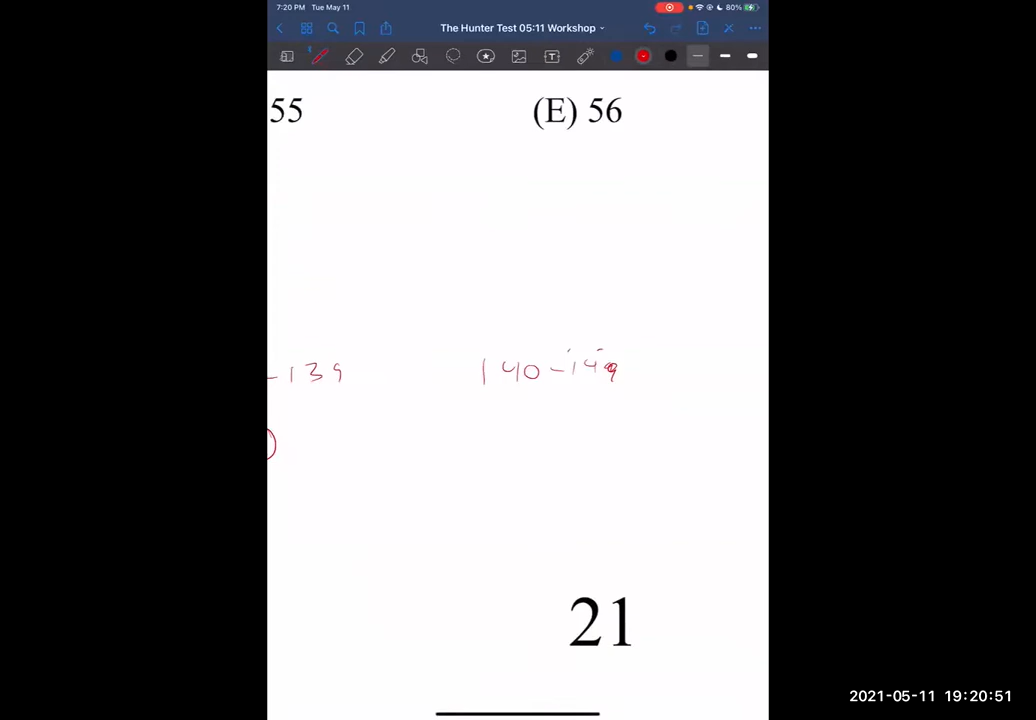 7:20 PM Tue May 11
80%
The Hunter Test 05:11 Workshop
55
(E) 56
-139
140-149
21
2021-05-11 19:20:51